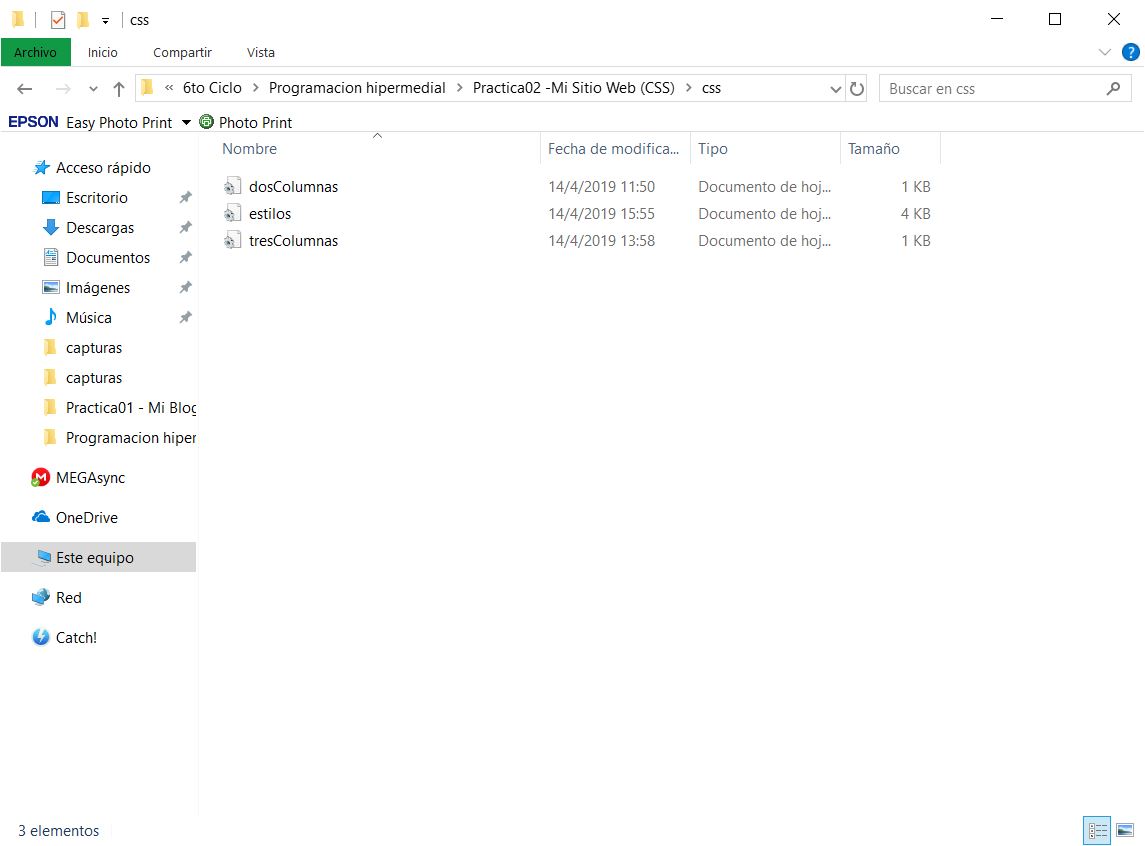 css
Archivo Inicio Compartir Vista
« 6to Ciclo > Programacion hipermedial > Practica02 -Mi Sitio Web (CSS) > css Buscar en css
EPSON Easy Photo Print Photo Print
Nombre Fecha de modifica... Tipo Tamaño
dosColumnas 14/4/2019 11:50 Documento de hoj... 1 KB
estilos 14/4/2019 15:55 Documento de hoj... 4 KB
tresColumnas 14/4/2019 13:58 Documento de hoj... 1 KB
Acceso rápido
Escritorio
Descargas
Documentos
Imágenes
Música
capturas
capturas
Practica01 - Mi Blog
Programacion hiper
MEGAsync
OneDrive
Este equipo
Red
Catch!
3 elementos